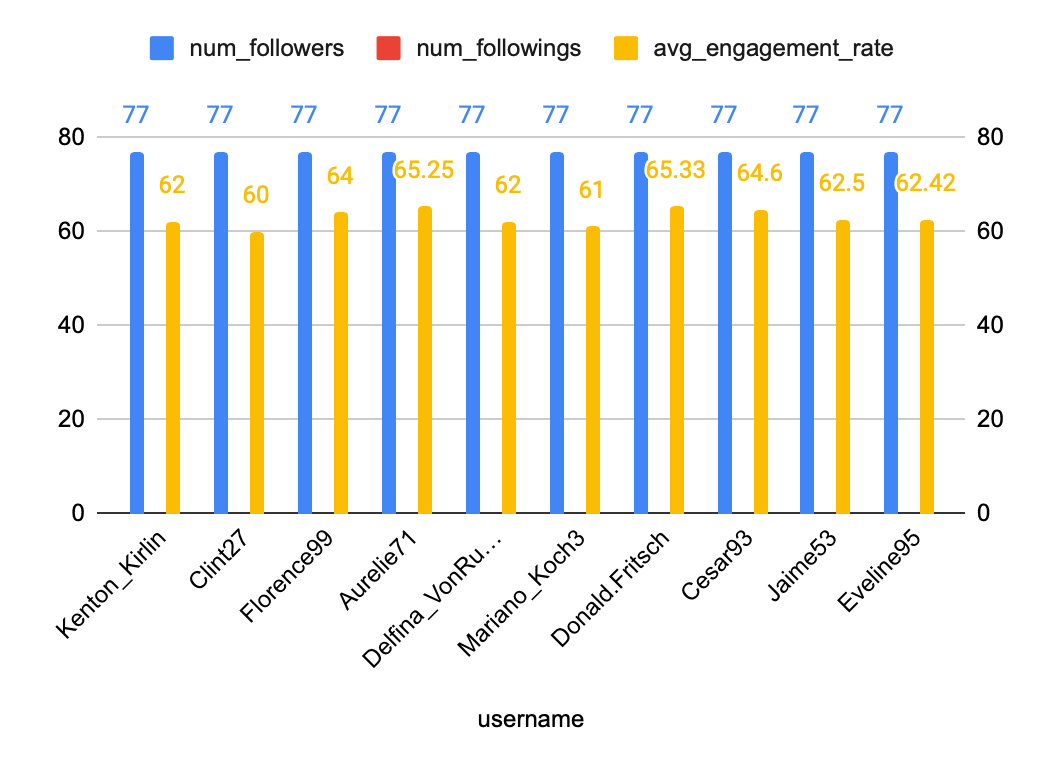 num_followers num_followings avg_engagement_rate
77 77 77 77 77 77 77 77 77 77
80 80
62 60 64 65.25 62 61 65.33 64.6 62.5 62.42
60 60
40 40
20 20
0 0
Kenton_Kirlin Clint27 Florence99 Aurelie71 Delfina_VonRu… Mariano_Koch3 Donald.Fritsch Cesar93 Jaime53 Eveline95
username